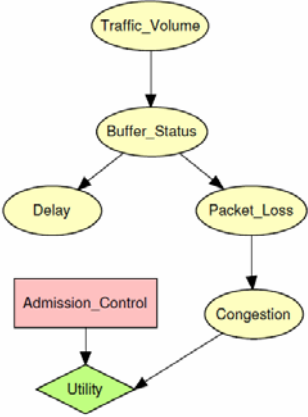 Traffic_Volume
Buffer_Status
Delay
Packet_Loss
Admission_Control
Congestion
Utility